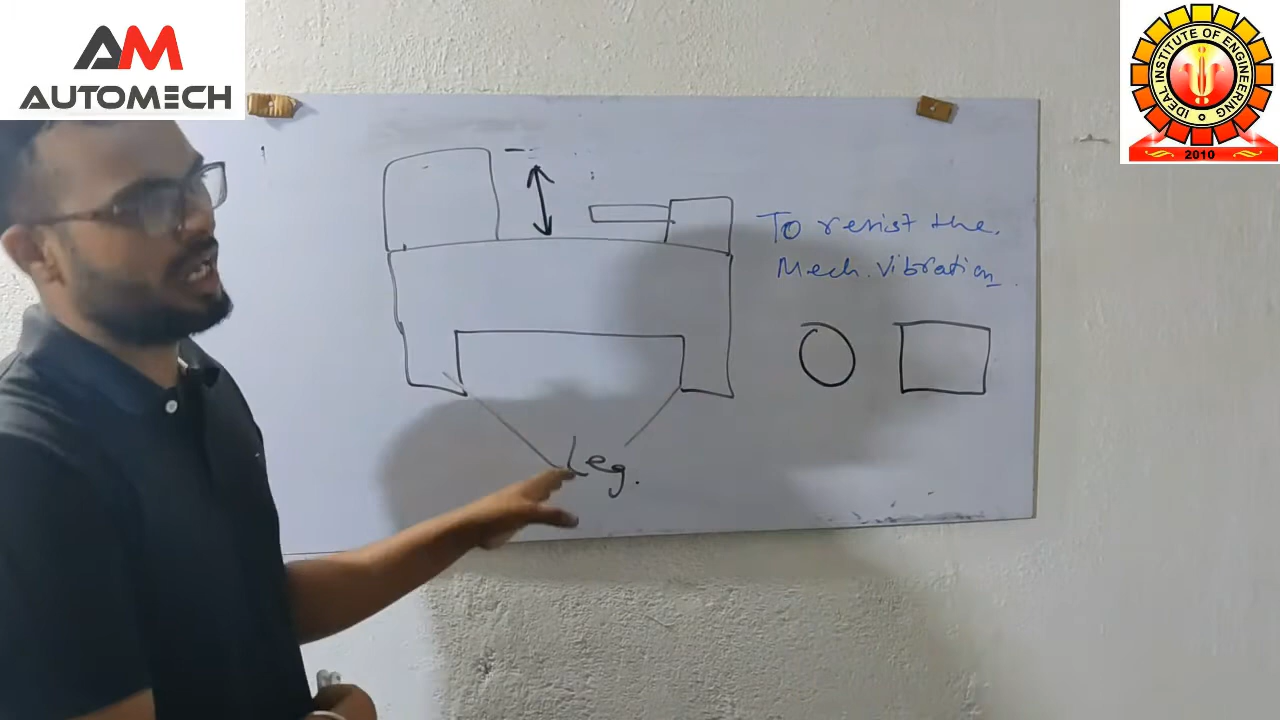 AM
AUTOMECH
IDEAL INSTITUTE OF ENGINEERING
2010
To resist the.
Mech. Vibration.
Leg.